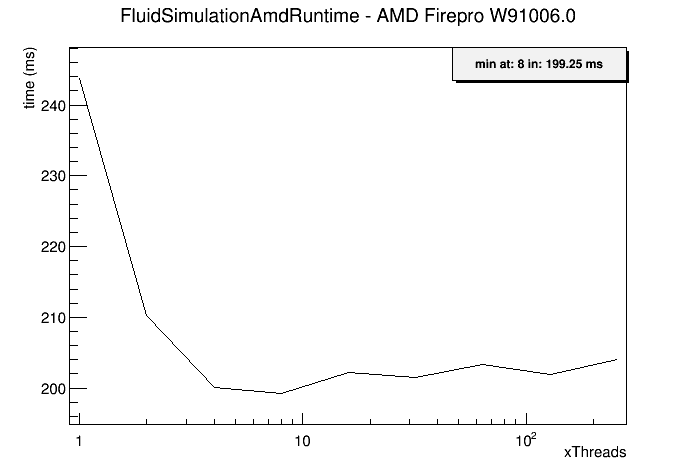 FluidSimulationAmdRuntime - AMD Firepro W91006.0
time (ms)
min at: 8 in: 199.25 ms
240
230
220
210
200
1
10
10²
xThreads